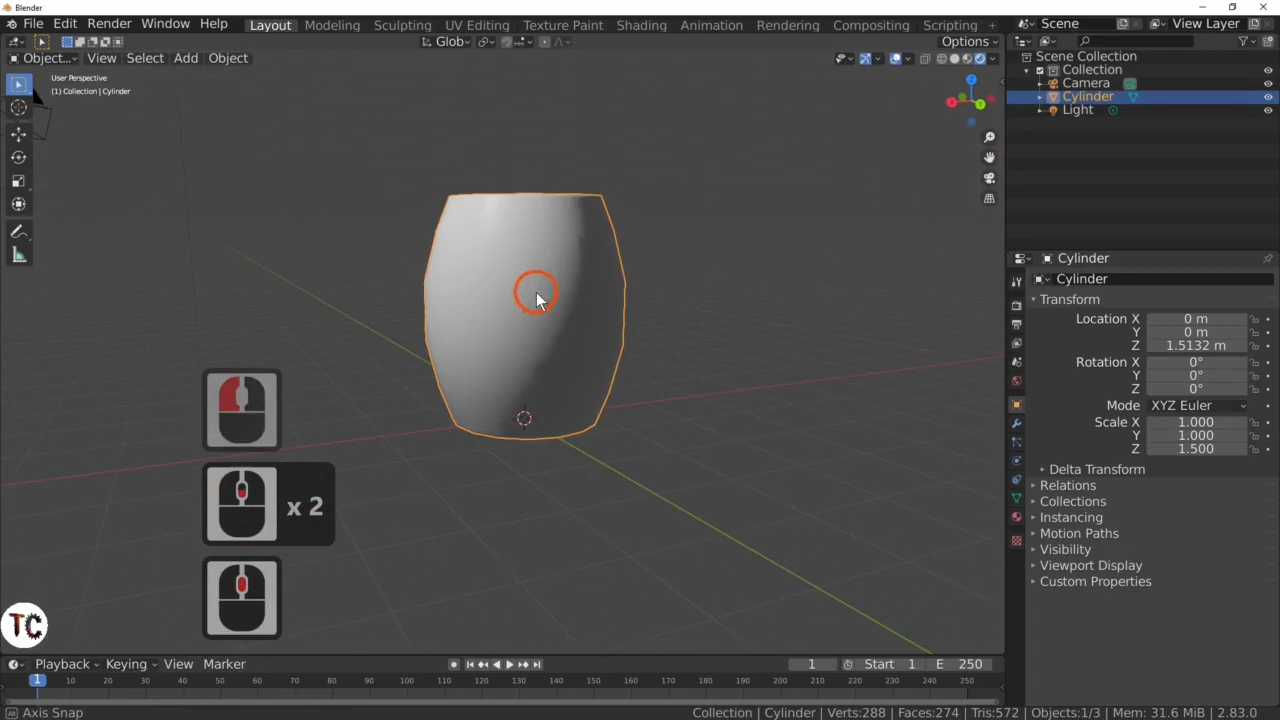 Blender
File Edit Render Window Help
Layout Modeling Sculpting UV Editing Texture Paint Shading Animation Rendering Compositing Scripting +
Scene View Layer
Glob Options
Object... View Select Add Object
User Perspective
(1) Collection | Cylinder
Scene Collection
Collection
Camera
Cylinder
Light
Cylinder
Cylinder
Transform
Location X 0 m
Y 0 m
Z 1.5132 m
Rotation X 0°
Y 0°
Z 0°
Mode XYZ Euler
Scale X 1.000
Y 1.000
Z 1.500
Delta Transform
Relations
Collections
Instancing
Motion Paths
Visibility
Viewport Display
Custom Properties
x 2
TC
Playback Keying View Marker 1 Start 1 E 250
1 10 20 30 40 50 60 70 80 90 100 110 120 130 140 150 160 170 180 190 200 210 220 230 240 250
Axis Snap Collection | Cylinder | Verts:288 | Faces:274 | Tris:572 | Objects:1/3 | Mem: 31.6 MiB | 2.83.0